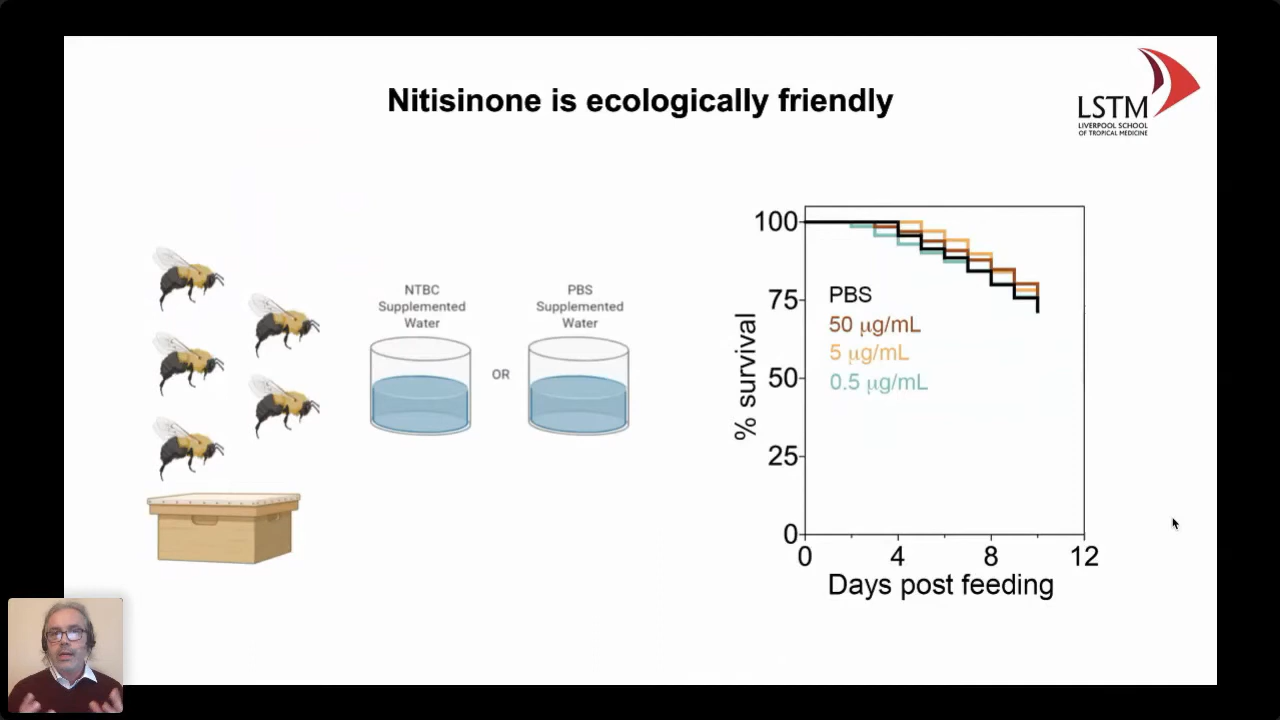 Nitisinone is ecologically friendly
LSTM
LIVERPOOL SCHOOL
OF TROPICAL MEDICINE
NTBC
Supplemented
Water
OR
PBS
Supplemented
Water
% survival
100
75
50
25
0
PBS
50 μg/mL
5 μg/mL
0.5 μg/mL
0 4 8 12
Days post feeding